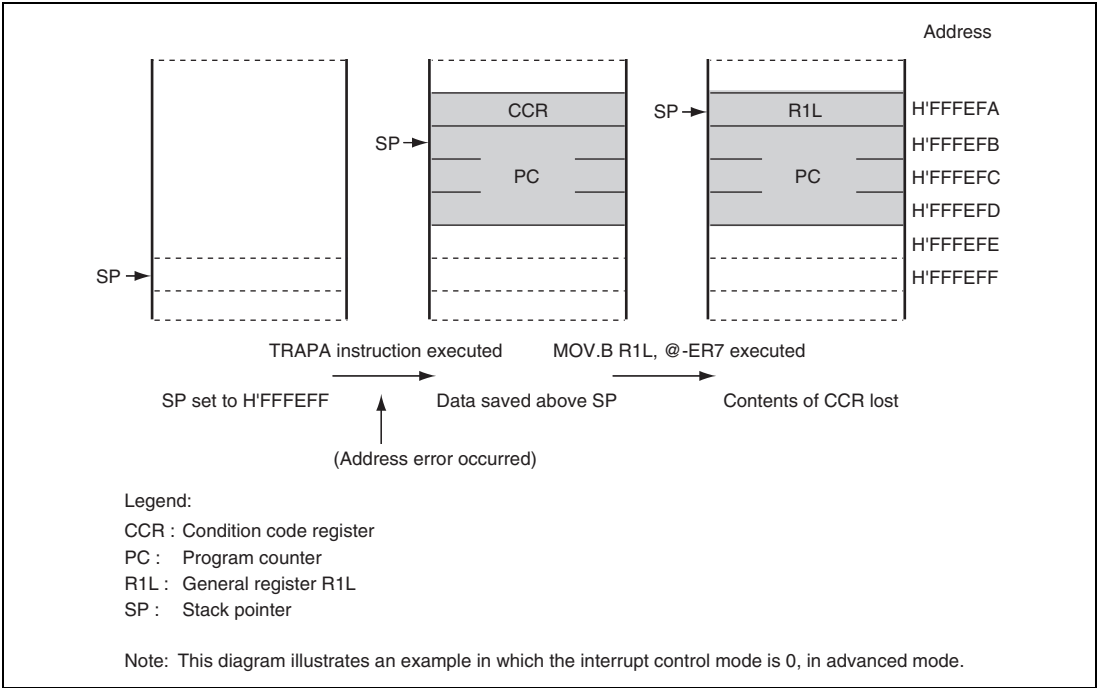 Address
CCR
SP
R1L
H'FFFEFA
SP
H'FFFEFB
PC
PC
H'FFFEFC
H'FFFEFD
H'FFFEFE
SP
H'FFFEFF
TRAPA instruction executed
MOV.B R1L, @-ER7 executed
SP set to H'FFFEFF
Data saved above SP
Contents of CCR lost
(Address error occurred)
Legend:
CCR : Condition code register
PC : Program counter
R1L : General register R1L
SP : Stack pointer
Note: This diagram illustrates an example in which the interrupt control mode is 0, in advanced mode.